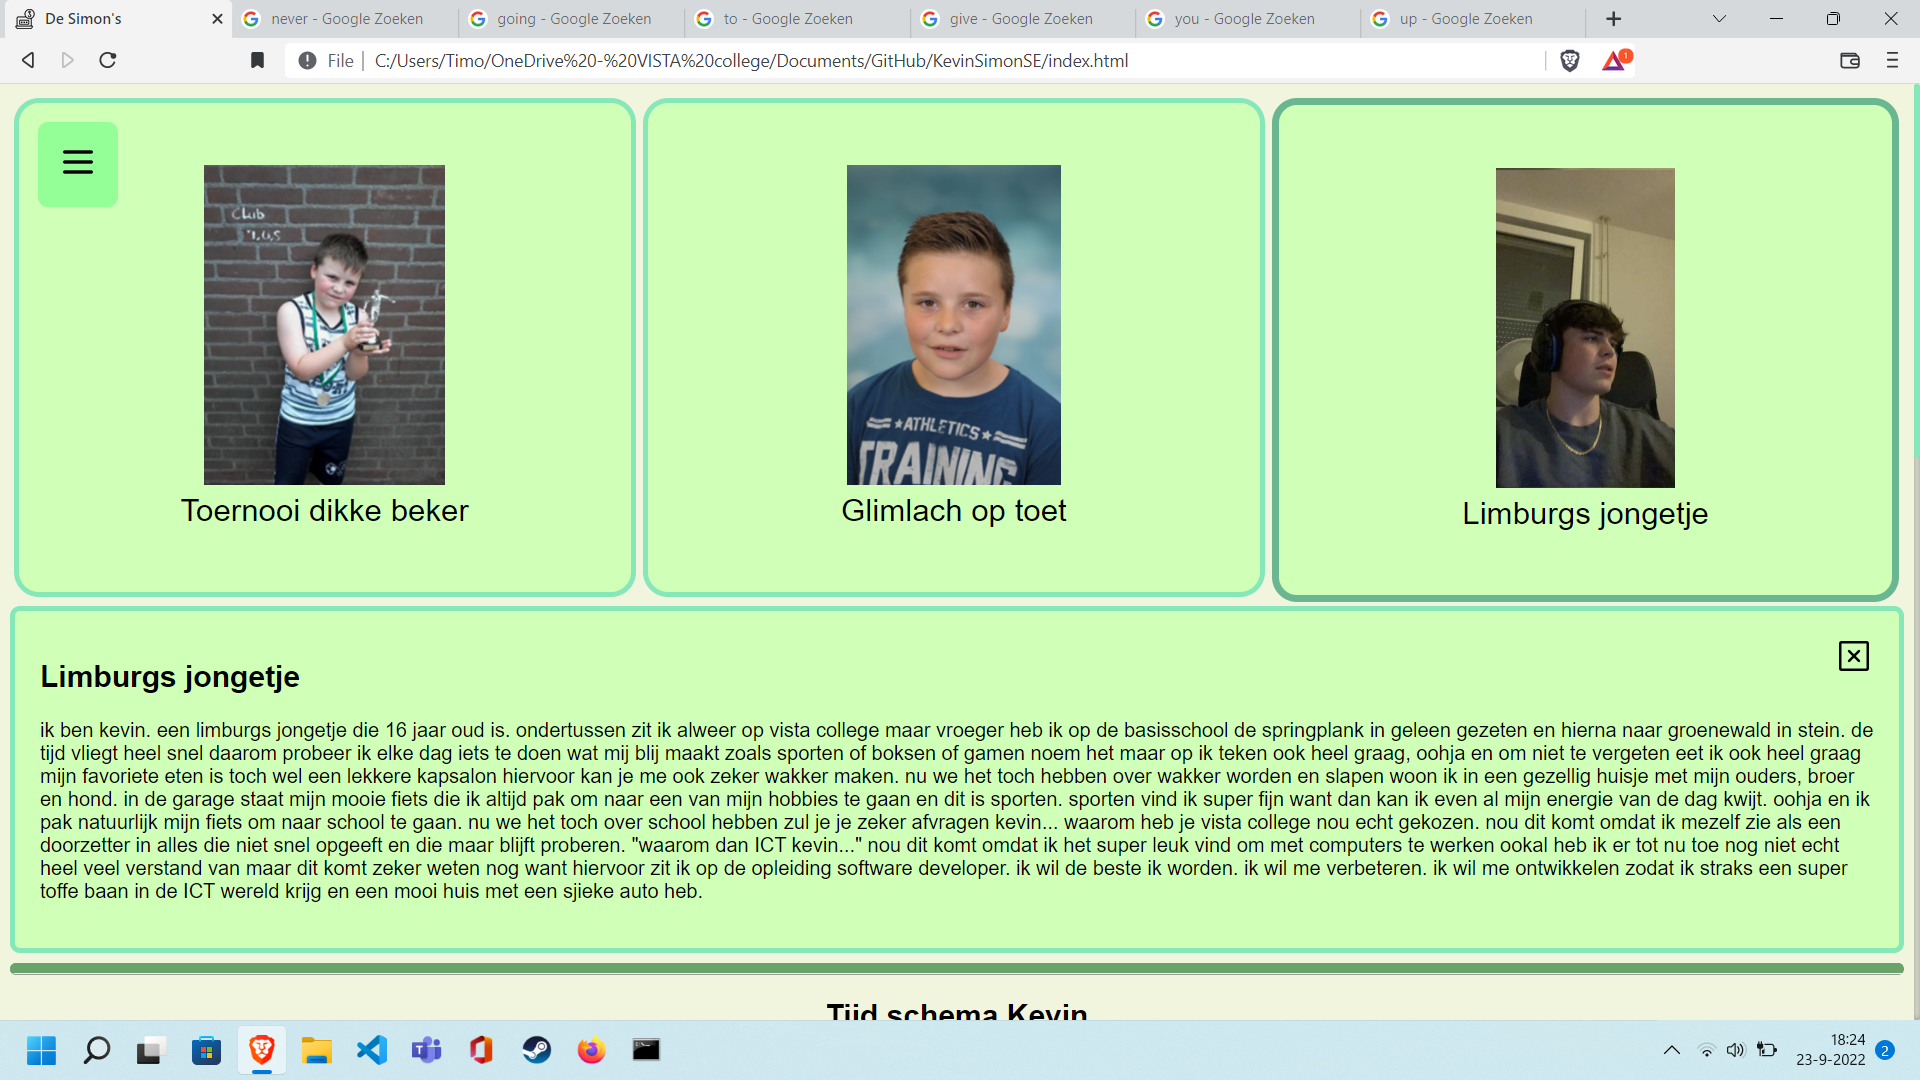 De Simon's
never - Google Zoeken
going - Google Zoeken
to - Google Zoeken
give - Google Zoeken
you - Google Zoeken
up - Google Zoeken
File
C:/Users/Timo/OneDrive%20-%20VISTA%20college/Documents/GitHub/KevinSimonSE/index.html
1
Club
ATHLETICS
TRAINING
Toernooi dikke beker
Glimlach op toet
Limburgs jongetje
Limburgs jongetje
ik ben kevin. een limburgs jongetje die 16 jaar oud is. ondertussen zit ik alweer op vista college maar vroeger heb ik op de basisschool de springplank in geleen gezeten en hierna naar groenewald in stein. de
tijd vliegt heel snel daarom probeer ik elke dag iets te doen wat mij blij maakt zoals sporten of boksen of gamen noem het maar op ik teken ook heel graag, oohja en om niet te vergeten eet ik ook heel graag
mijn favoriete eten is toch wel een lekkere kapsalon hiervoor kan je me ook zeker wakker maken. nu we het toch hebben over wakker worden en slapen woon ik in een gezellig huisje met mijn ouders, broer
en hond. in de garage staat mijn mooie fiets die ik altijd pak om naar een van mijn hobbies te gaan en dit is sporten. sporten vind ik super fijn want dan kan ik even al mijn energie van de dag kwijt. oohja en ik
pak natuurlijk mijn fiets om naar school te gaan. nu we het toch over school hebben zul je je zeker afvragen kevin... waarom heb je vista college nou echt gekozen. nou dit komt omdat ik mezelf zie als een
doorzetter in alles die niet snel opgeeft en die maar blijft proberen. "waarom dan ICT kevin..." nou dit komt omdat ik het super leuk vind om met computers te werken ookal heb ik er tot nu toe nog niet echt
heel veel verstand van maar dit komt zeker weten nog want hiervoor zit ik op de opleiding software developer. ik wil de beste ik worden. ik wil me verbeteren. ik wil me ontwikkelen zodat ik straks een super
toffe baan in de ICT wereld krijg en een mooi huis met een sjieke auto heb.
Tijd schema Kevin
18:24
23-9-2022
2